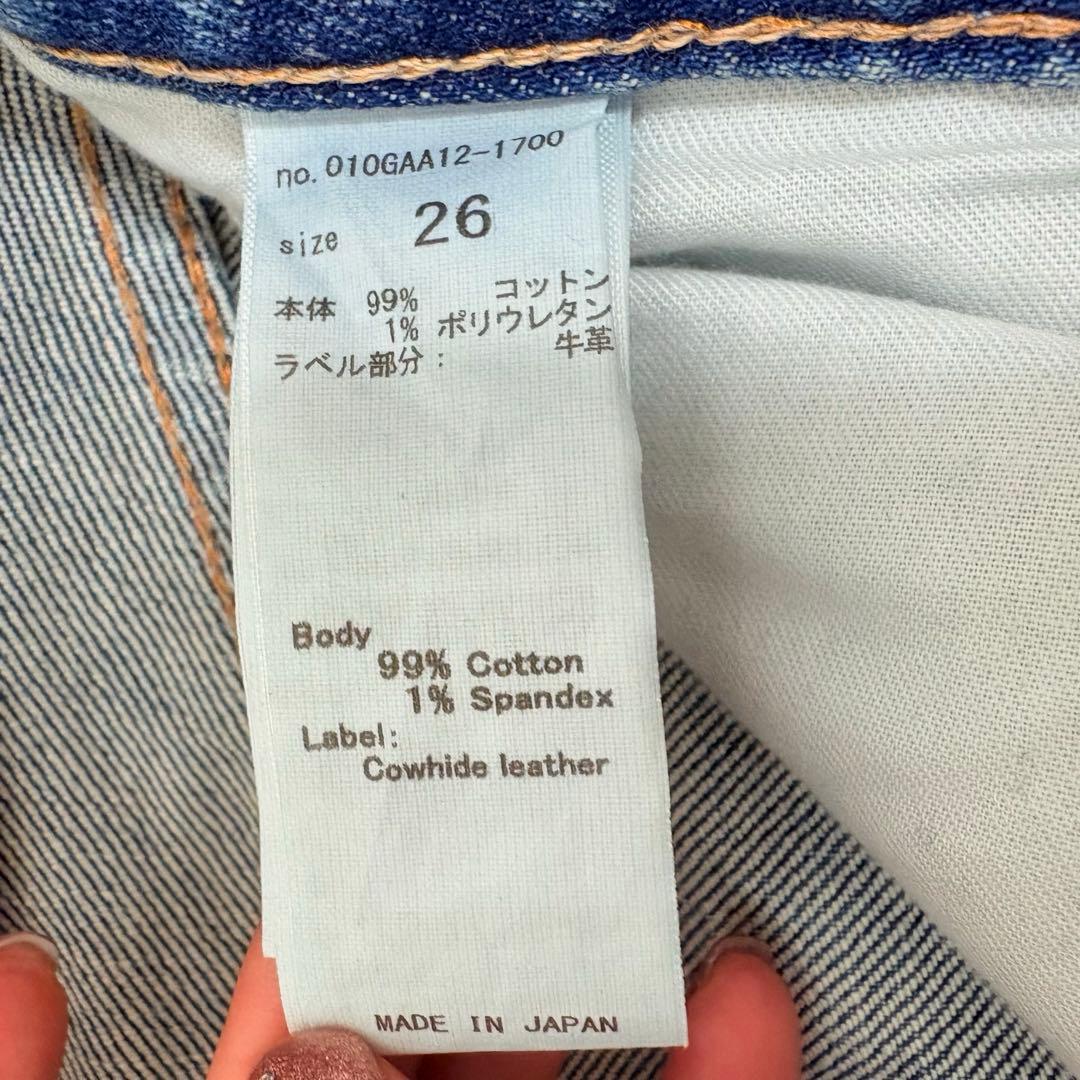 no.010GAA12-1700
size 26
本体 99% コットン
1% ポリウレタン
ラベル部分: 牛革
Body
99% Cotton
1% Spandex
Label:
Cowhide leather
MADE IN JAPAN